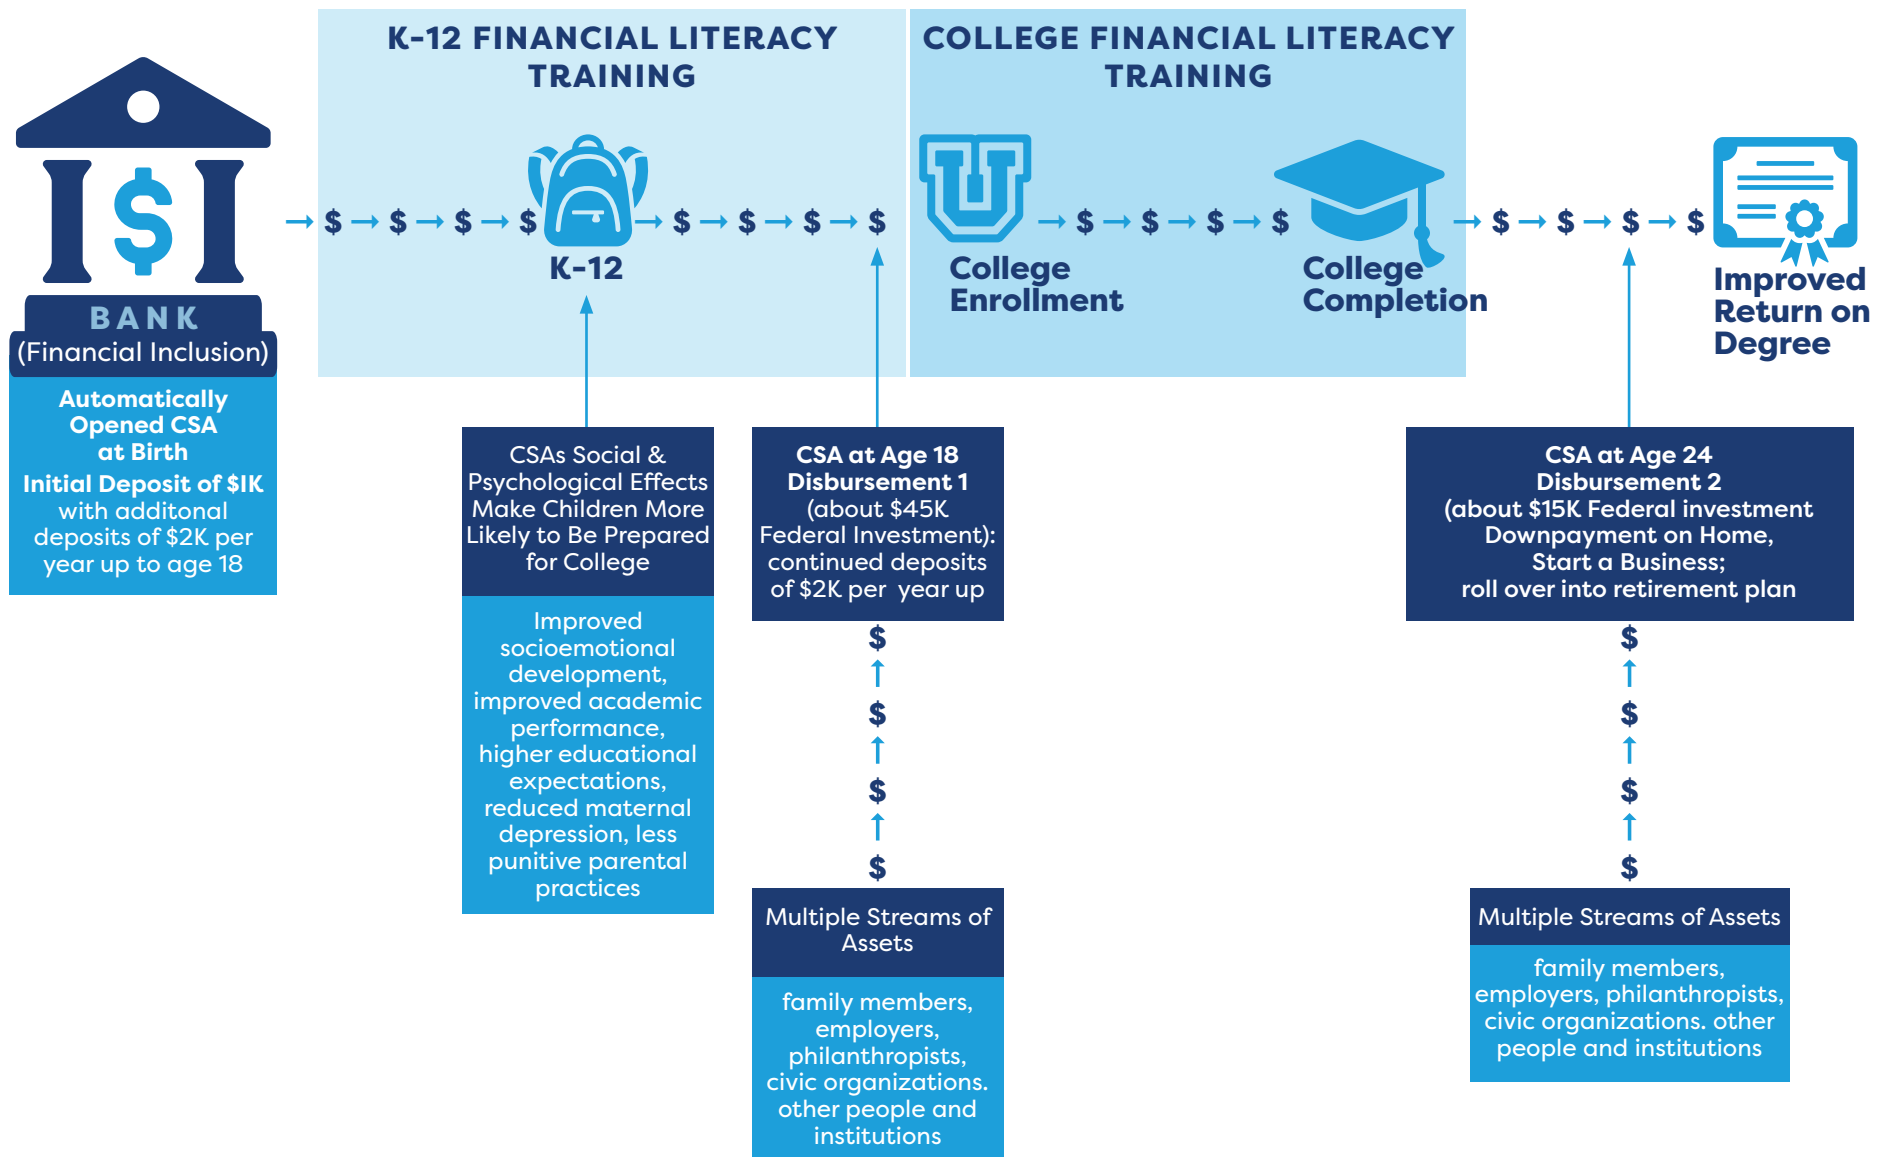 K-12 FINANCIAL LITERACY
TRAINING
COLLEGE FINANCIAL LITERACY
TRAINING
$
→ $ → $ → $ → $
→ $ → $ → $ → $
U
→ $ → $ → $ → $
→ $ → $ → $ → $
K-12
College
Enrollment
College
Completion
Improved
Return on
Degree
BANK
(Financial Inclusion)
Automatically
Opened CSA
at Birth
Initial Deposit of $1K
with additonal
deposits of $2K per
year up to age 18
CSAs Social &
Psychological Effects
Make Children More
Likely to Be Prepared
for College
Improved
socioemotional
development,
improved academic
performance,
higher educational
expectations,
reduced maternal
depression, less
punitive parental
practices
CSA at Age 18
Disbursement 1
(about $45K
Federal Investment):
continued deposits
of $2K per year up
$
↑
$
↑
$
↑
$
Multiple Streams of
Assets
family members,
employers,
philanthropists,
civic organizations.
other people and
institutions
CSA at Age 24
Disbursement 2
(about $15K Federal investment
Downpayment on Home,
Start a Business;
roll over into retirement plan
$
↑
$
↑
$
↑
$
Multiple Streams of Assets
family members,
employers, philanthropists,
civic organizations. other
people and institutions